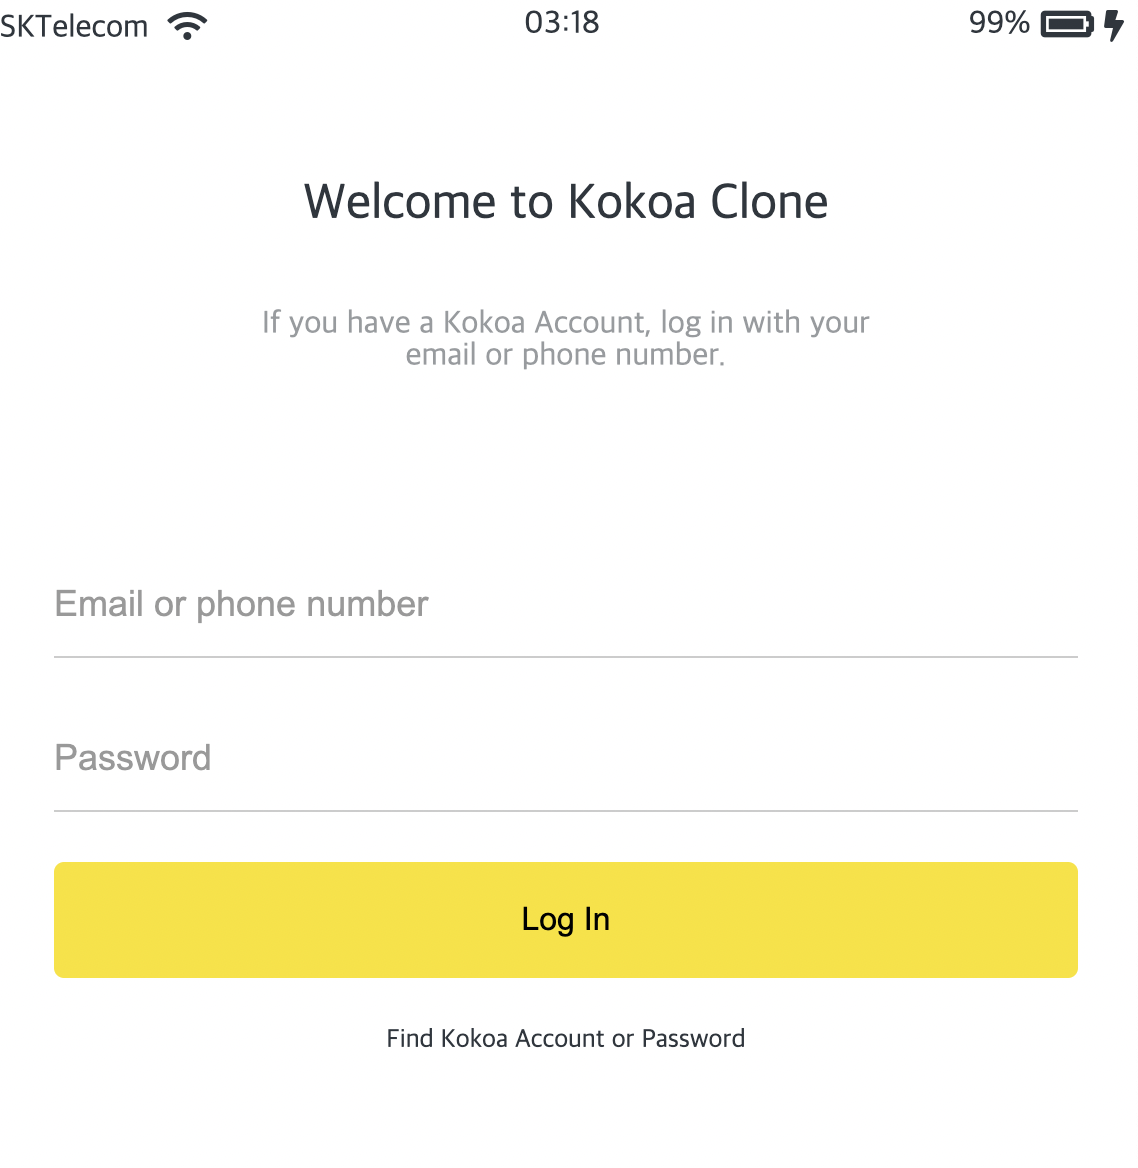 SKTelecom 03:18 99%
Welcome to Kokoa Clone
If you have a Kokoa Account, log in with your
email or phone number.
Email or phone number
Password
Log In
Find Kokoa Account or Password